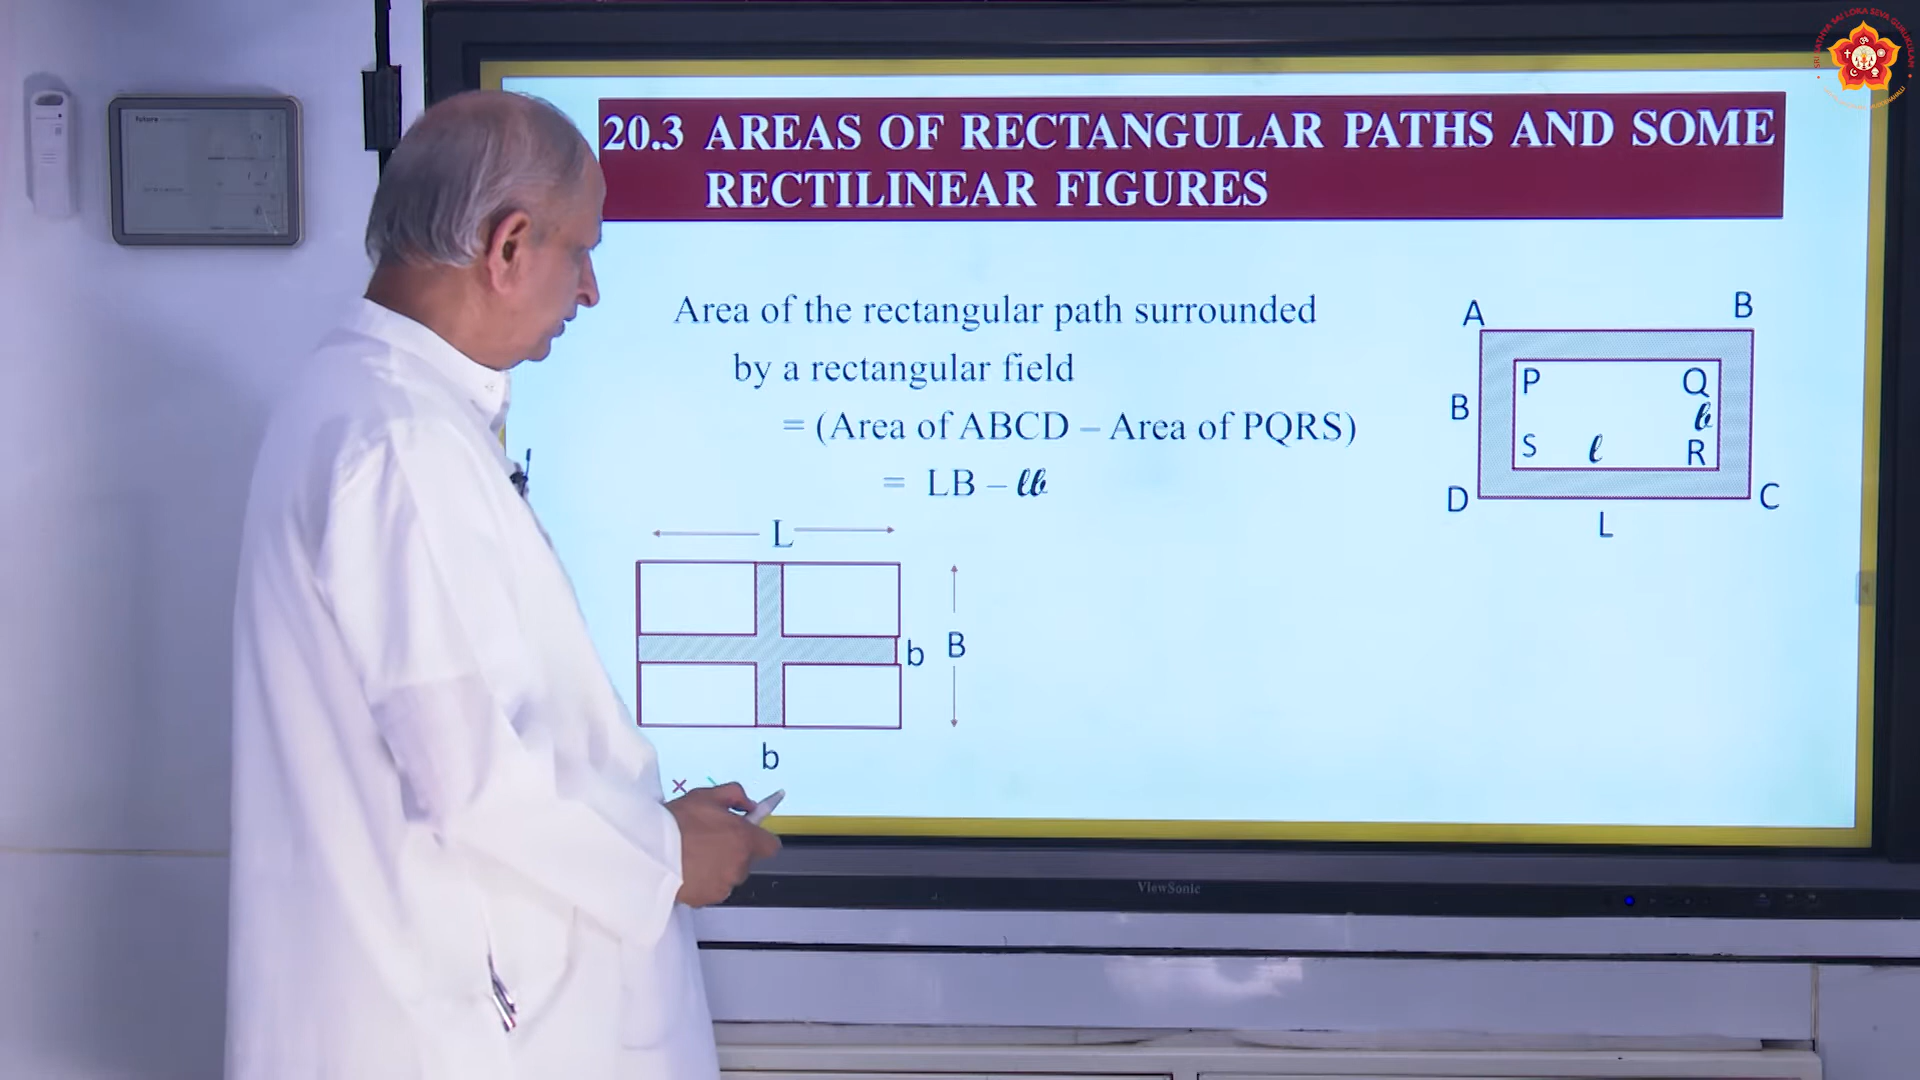 20.3 AREAS OF RECTANGULAR PATHS AND SOME
RECTILINEAR FIGURES
Area of the rectangular path surrounded
by a rectangular field
= (Area of ABCD – Area of PQRS)
= LB – ℓb
A
B
P
Q
B
b
S
ℓ
R
D
C
L
L
b
B
b
ViewSonic